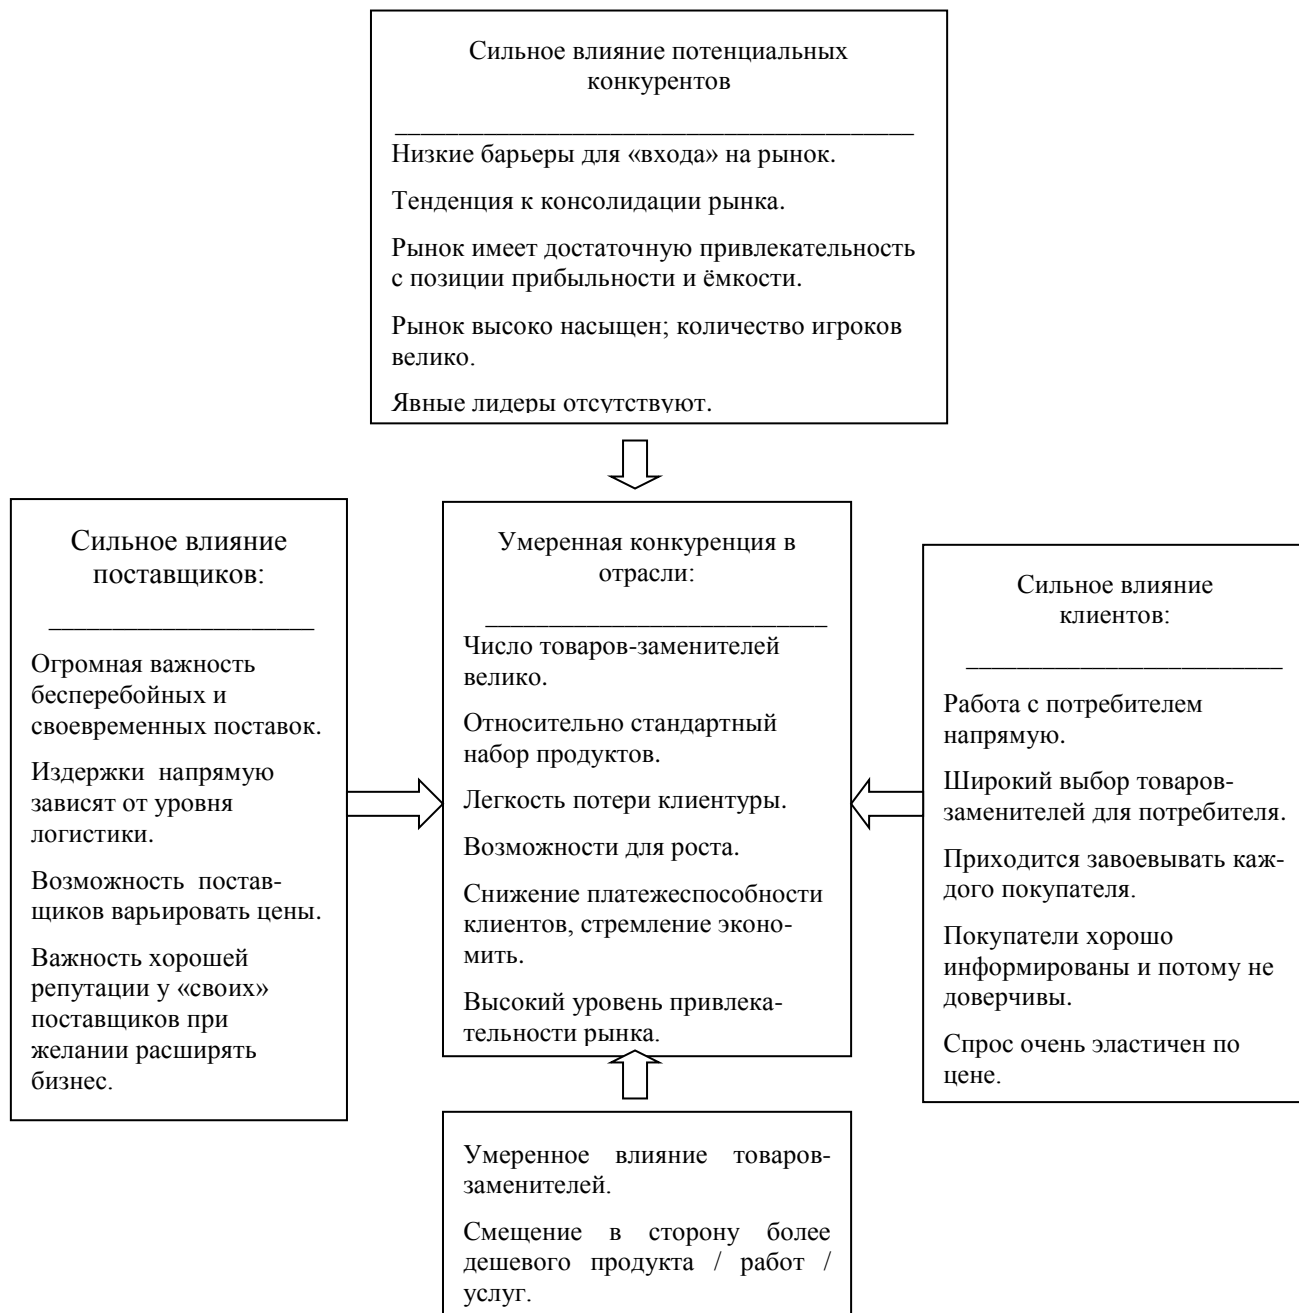 Сильное влияние потенциальных
конкурентов
Низкие барьеры для «входа» на рынок.
Тенденция к консолидации рынка.
Рынок имеет достаточную привлекательность
с позиции прибыльности и ёмкости.
Рынок высоко насыщен; количество игроков
велико.
Явные лидеры отсутствуют.
Сильное влияние
поставщиков:
Огромная важность
бесперебойных и
своевременных поставок.
Издержки напрямую
зависят от уровня
логистики.
Возможность постав-
щиков варьировать цены.
Важность хорошей
репутации у «своих»
поставщиков при
желании расширять
бизнес.
Умеренная конкуренция в
отрасли:
Число товаров-заменителей
велико.
Относительно стандартный
набор продуктов.
Легкость потери клиентуры.
Возможности для роста.
Снижение платежеспособности
клиентов, стремление эконо-
мить.
Высокий уровень привлека-
тельности рынка.
Сильное влияние
клиентов:
Работа с потребителем
напрямую.
Широкий выбор товаров-
заменителей для потребителя.
Приходится завоевывать каж-
дого покупателя.
Покупатели хорошо
информированы и потому не
доверчивы.
Спрос очень эластичен по
цене.
Умеренное влияние товаров-
заменителей.
Смещение в сторону более
дешевого продукта / работ /
услуг.